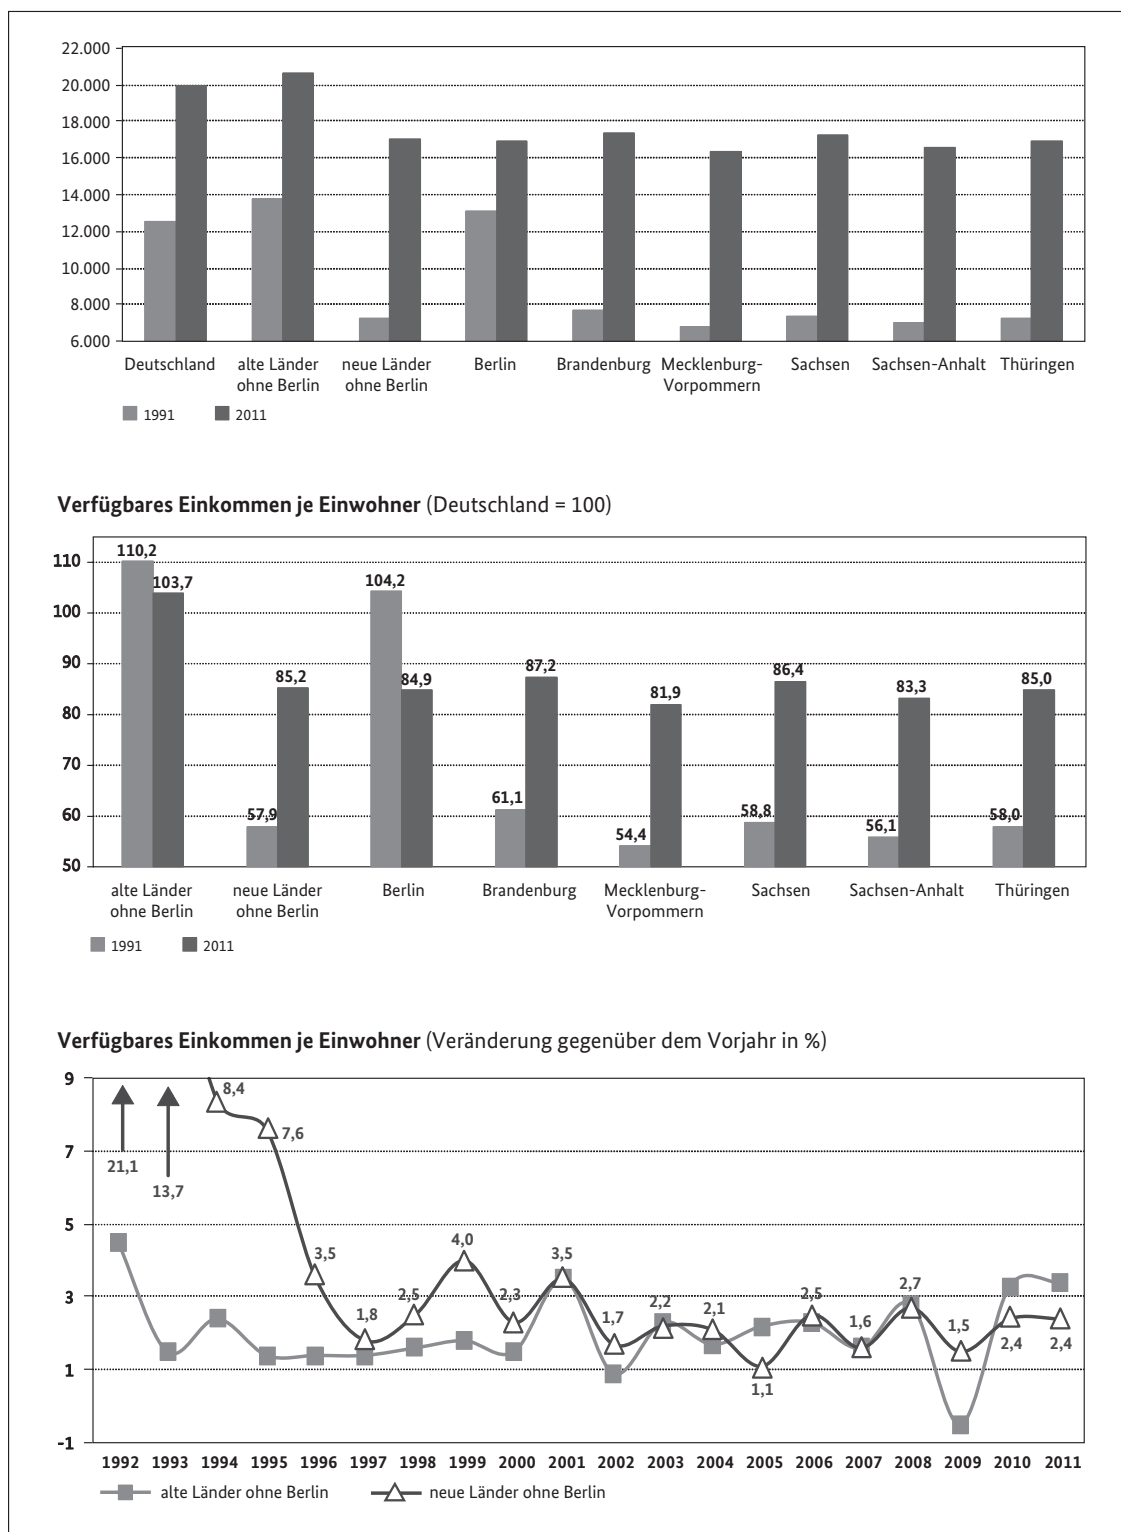 22.000
20.000
18.000
16.000
14.000
12.000
10.000
8.000
6.000
Deutschland
alte Länder
ohne Berlin
neue Länder
ohne Berlin
Berlin
Brandenburg
Mecklenburg-
Vorpommern
Sachsen
Sachsen-Anhalt
Thüringen
1991
2011
Verfügbares Einkommen je Einwohner (Deutschland = 100)
110
100
90
80
70
60
50
110,2
103,7
57,9
85,2
104,2
84,9
61,1
87,2
54,4
81,9
58,8
86,4
56,1
83,3
58,0
85,0
alte Länder
ohne Berlin
neue Länder
ohne Berlin
Berlin
Brandenburg
Mecklenburg-
Vorpommern
Sachsen
Sachsen-Anhalt
Thüringen
1991
2011
Verfügbares Einkommen je Einwohner (Veränderung gegenüber dem Vorjahr in %)
9
7
5
3
1
-1
21,1
13,7
8,4
7,6
3,5
1,8
2,5
4,0
2,3
3,5
1,7
2,2
2,1
1,1
2,5
1,6
2,7
1,5
2,4
2,4
1992 1993 1994 1995 1996 1997 1998 1999 2000 2001 2002 2003 2004 2005 2006 2007 2008 2009 2010 2011
alte Länder ohne Berlin
neue Länder ohne Berlin